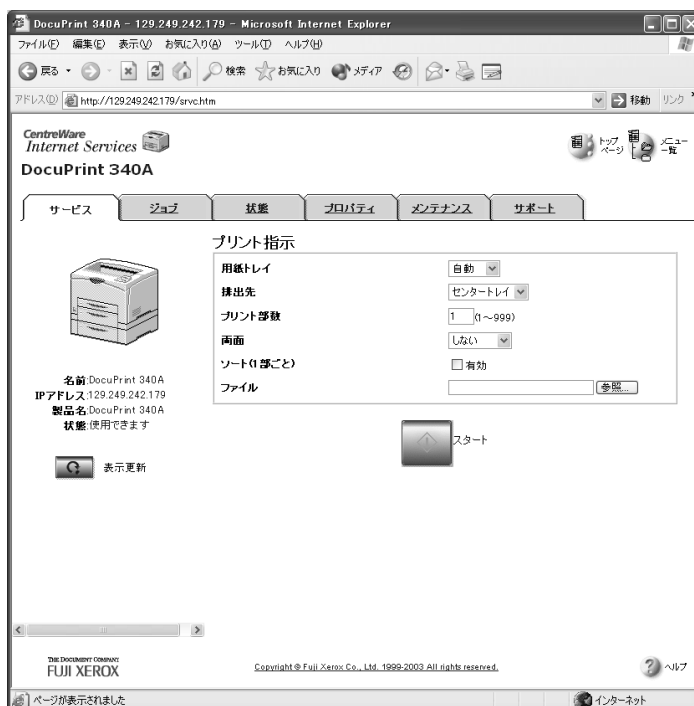 DocuPrint 340A - 129.249.242.179 - Microsoft Internet Explorer
ファイル(F) 編集(E) 表示(V) お気に入り(A) ツール(T) ヘルプ(H)
戻る 検索 お気に入り メディア
アドレス(D) http://129.249.242.179/srvc.htm 移動 リンク
CentreWare
Internet Services
トップページ メニュー一覧
DocuPrint 340A
サービス ジョブ 状態 プロパティ メンテナンス サポート
プリント指示
用紙トレイ 自動
排出先 センタートレイ
プリント部数 1 (1～999)
両面 しない
ソート(1部ごと) 有効
ファイル 参照...
スタート
名前:DocuPrint 340A
IPアドレス:129.249.242.179
製品名:DocuPrint 340A
状態:使用できます
表示更新
THE DOCUMENT COMPANY
FUJI XEROX
Copyright © Fuji Xerox Co., Ltd. 1999-2003 All rights reserved.
ヘルプ
ページが表示されました インターネット